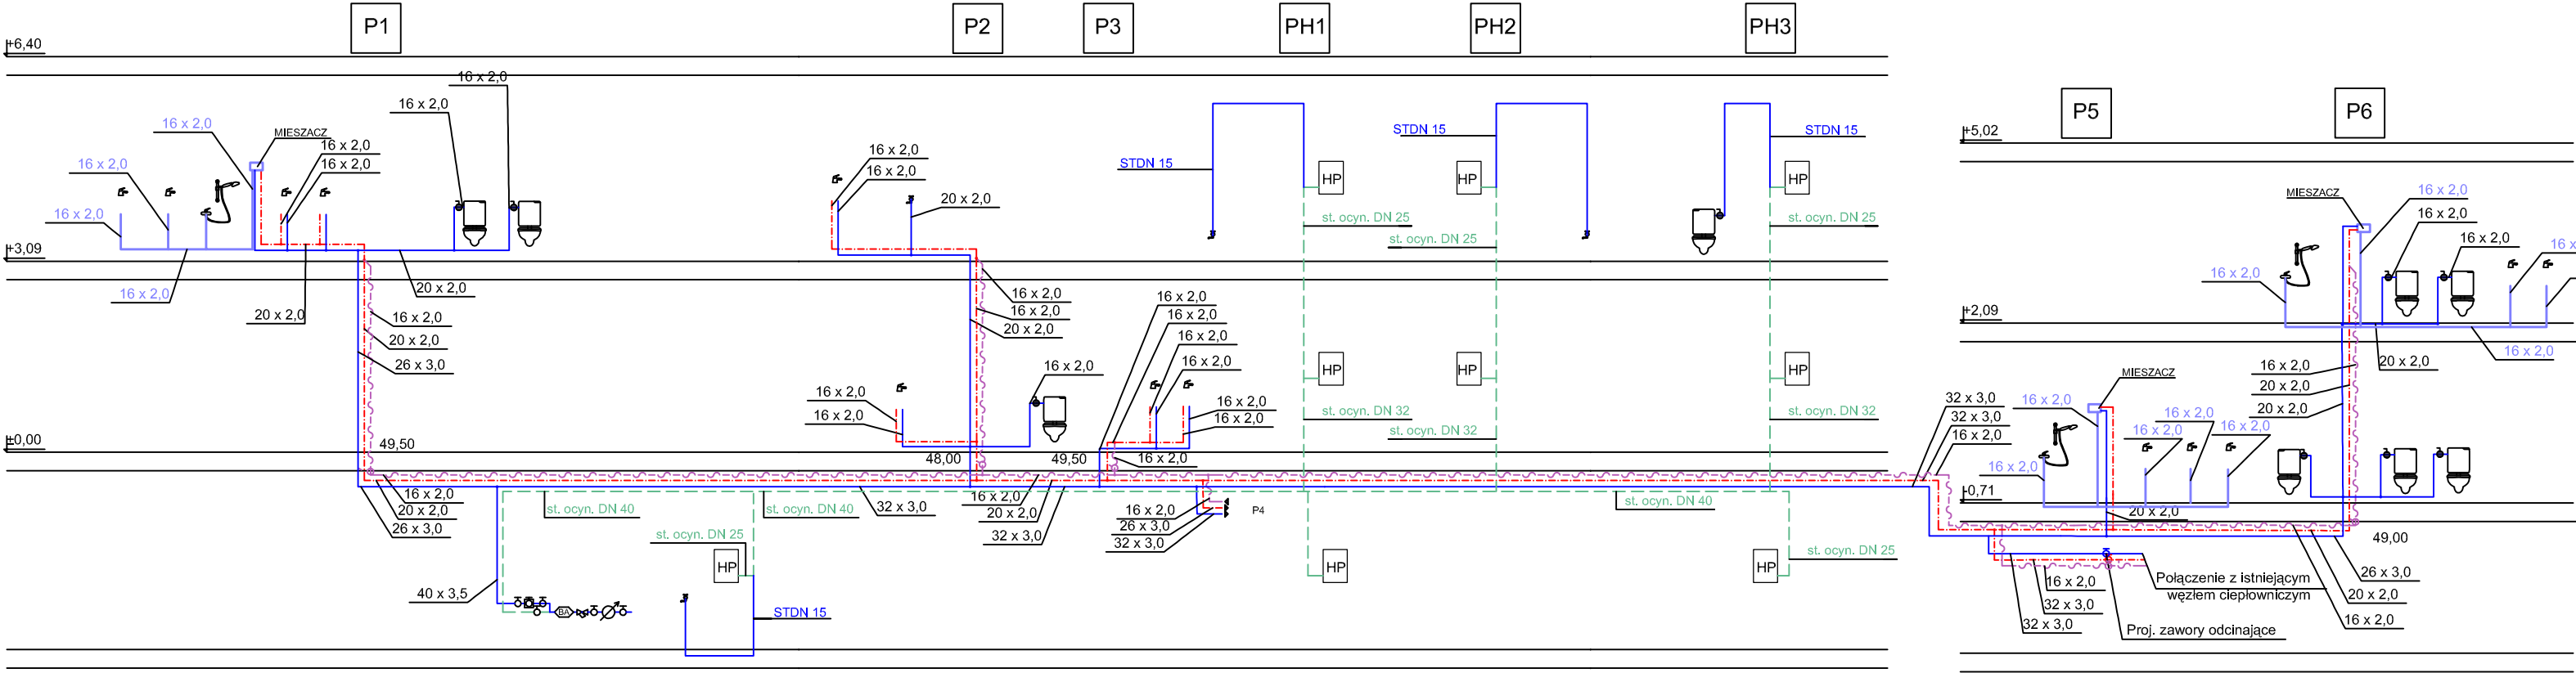 P1
P2
P3
PH1
PH2
PH3
P5
P6
+6,40
16 x 2,0
16 x 2,0
16 x 2,0
MIESZACZ
16 x 2,0
16 x 2,0
16 x 2,0
16 x 2,0
16 x 2,0
20 x 2,0
20 x 2,0
+3,09
16 x 2,0
20 x 2,0
26 x 3,0
16 x 2,0
16 x 2,0
20 x 2,0
16 x 2,0
16 x 2,0
20 x 2,0
16 x 2,0
16 x 2,0
16 x 2,0
16 x 2,0
16 x 2,0
16 x 2,0
16 x 2,0
16 x 2,0
16 x 2,0
16 x 2,0
STDN 15
STDN 15
STDN 15
HP
HP
HP
st. ocyn. DN 25
st. ocyn. DN 25
st. ocyn. DN 25
HP
HP
HP
st. ocyn. DN 32
st. ocyn. DN 32
st. ocyn. DN 32
+0,00
49,50
48,00
49,50
16 x 2,0
20 x 2,0
26 x 3,0
st. ocyn. DN 40
st. ocyn. DN 40
32 x 3,0
16 x 2,0
20 x 2,0
32 x 3,0
16 x 2,0
26 x 3,0
32 x 3,0
P4
st. ocyn. DN 40
st. ocyn. DN 25
HP
st. ocyn. DN 25
HP
HP
40 x 3,5
BA
STDN 15
+5,02
MIESZACZ
16 x 2,0
16 x 2,0
16 x 2,0
16 x
16 x 2,0
+2,09
16 x 2,0
20 x 2,0
16 x 2,0
20 x 2,0
20 x 2,0
MIESZACZ
32 x 3,0
32 x 3,0
16 x 2,0
16 x 2,0
16 x 2,0
16 x 2,0
16 x 2,0
16 x 2,0
+0,71
20 x 2,0
49,00
Połączenie z istniejącym
węzłem ciepłowniczym
16 x 2,0
32 x 3,0
32 x 3,0
Proj. zawory odcinające
26 x 3,0
20 x 2,0
16 x 2,0